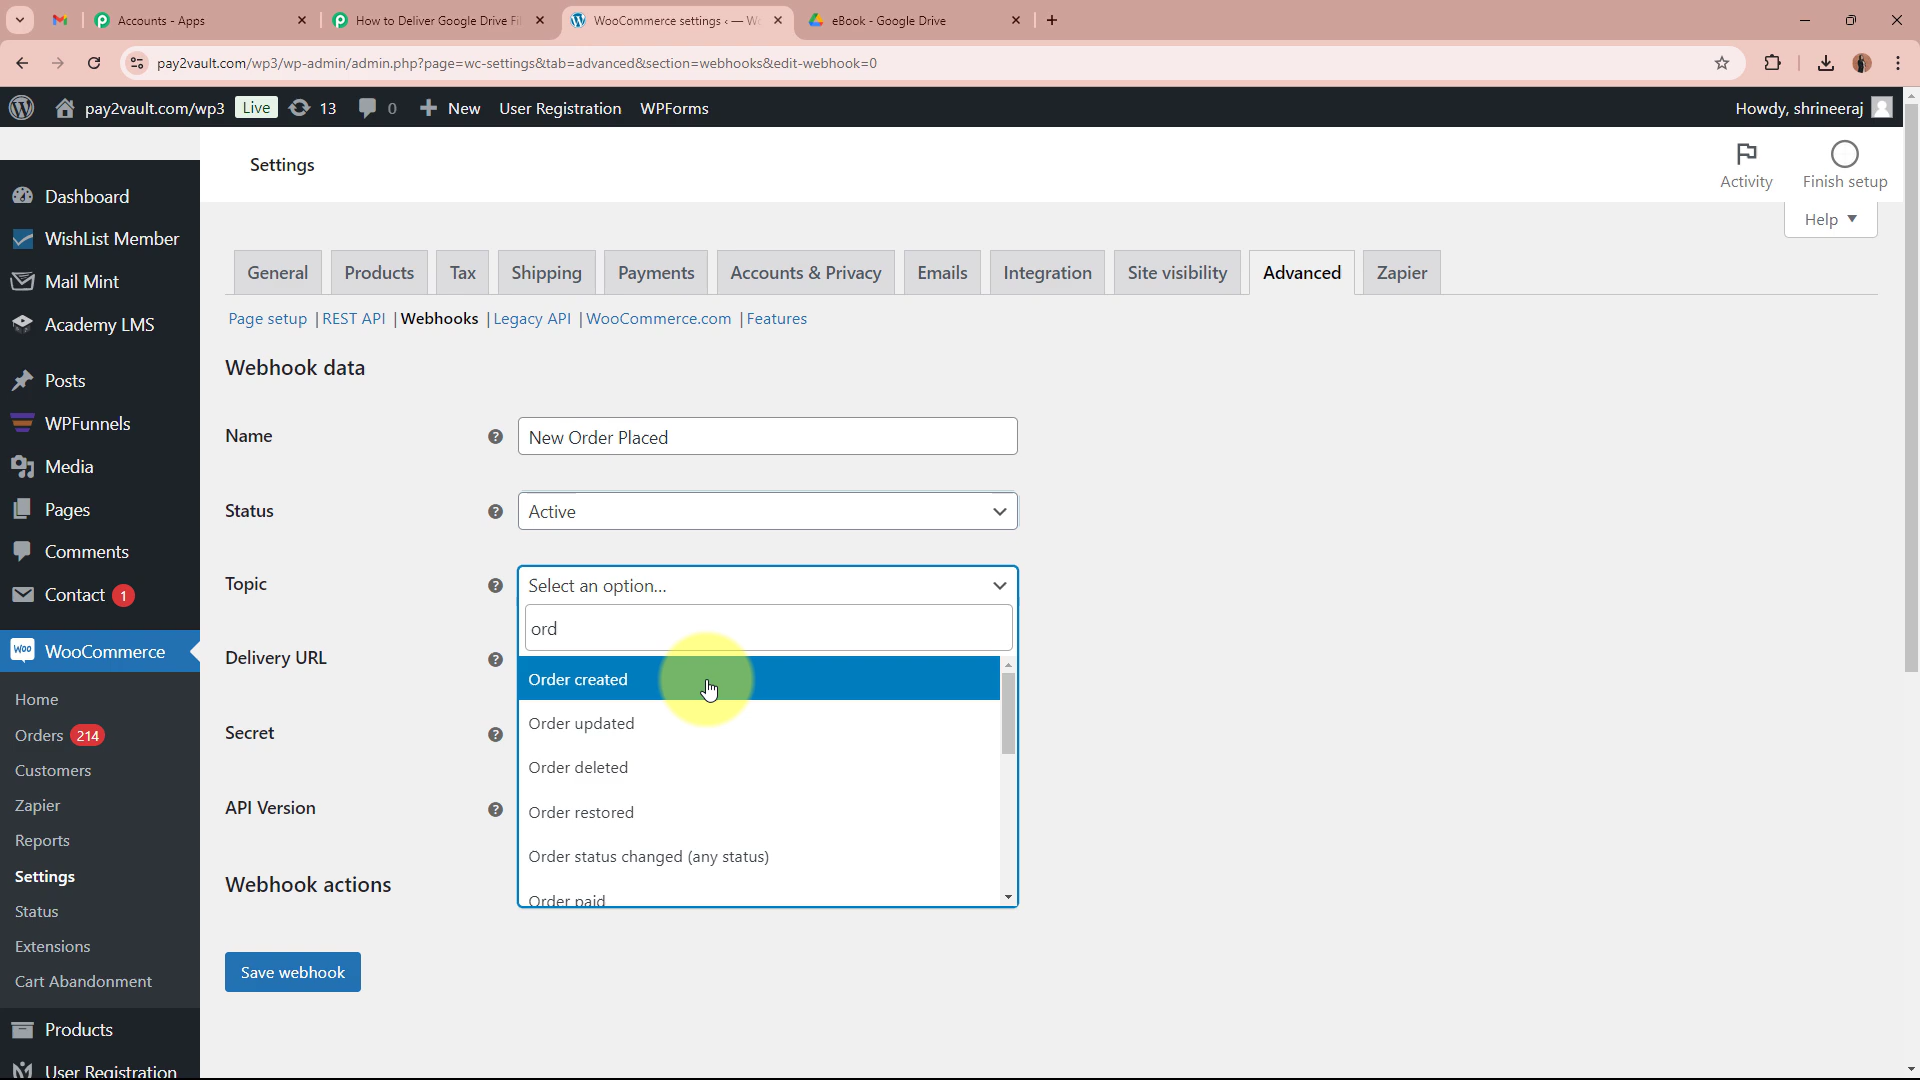 Accounts - Apps
How to Deliver Google Drive Fi
WooCommerce settings ‹ — W
eBook - Google Drive
pay2vault.com/wp3/wp-admin/admin.php?page=wc-settings&tab=advanced&section=webhooks&edit-webhook=0
pay2vault.com/wp3 Live 13 0 New User Registration WPForms Howdy, shrineeraj
Settings
Activity
Finish setup
Help
Dashboard
WishList Member
Mail Mint
Academy LMS
Posts
WPFunnels
Media
Pages
Comments
Contact 1
WooCommerce
Home
Orders 214
Customers
Zapier
Reports
Settings
Status
Extensions
Cart Abandonment
Products
User Registration
General Products Tax Shipping Payments Accounts & Privacy Emails Integration Site visibility Advanced Zapier
Page setup | REST API | Webhooks | Legacy API | WooCommerce.com | Features
Webhook data
Name ? New Order Placed
Status ? Active
Topic ? Select an option...
ord
Order created
Order updated
Order deleted
Order restored
Order status changed (any status)
Order paid
Delivery URL ?
Secret ?
API Version ?
Webhook actions
Save webhook